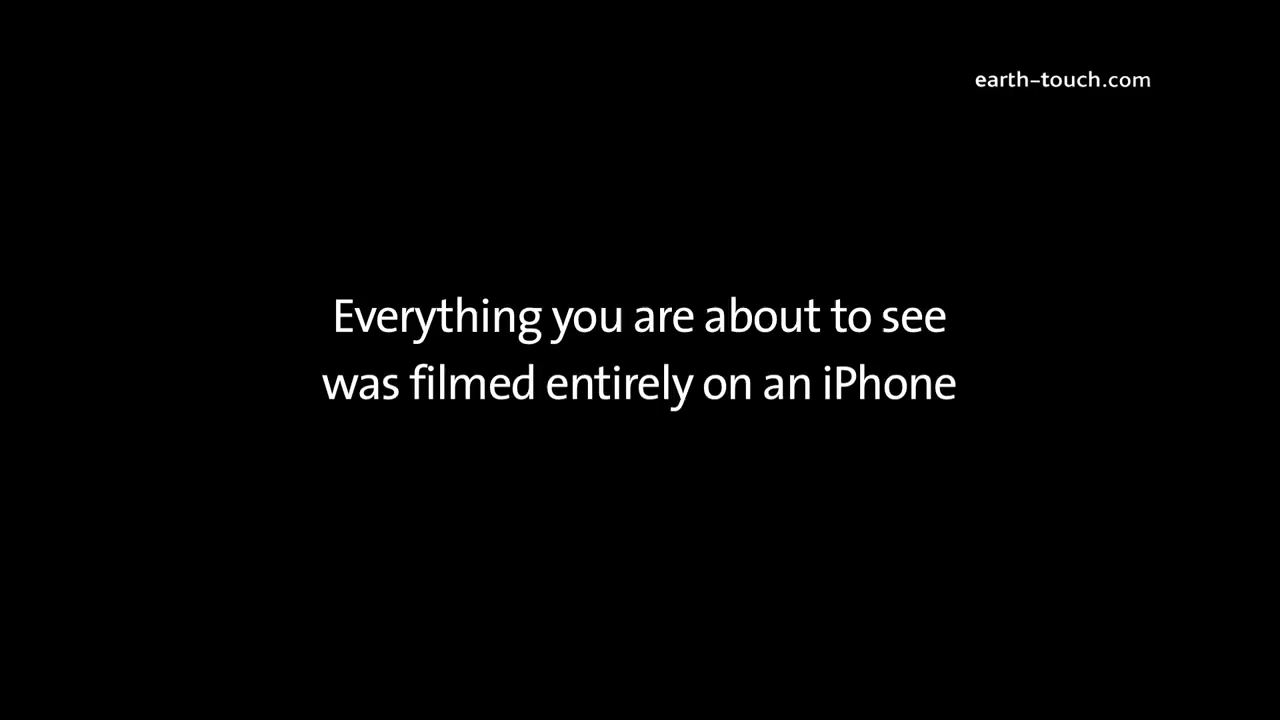 earth-touch.com
Everything you are about to see
was filmed entirely on an iPhone